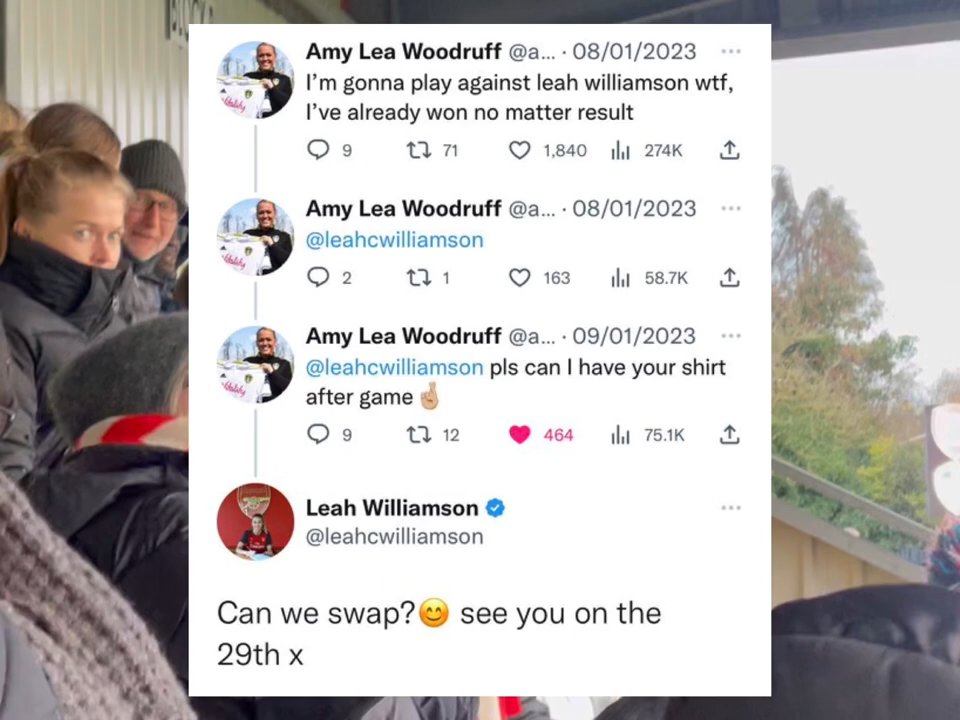 Amy Lea Woodruff @a... · 08/01/2023
I’m gonna play against leah williamson wtf,
I’ve already won no matter result
9 71 1,840 274K
Amy Lea Woodruff @a... · 08/01/2023
@leahcwilliamson
2 1 163 58.7K
Amy Lea Woodruff @a... · 09/01/2023
@leahcwilliamson pls can I have your shirt
after game 🤞🏼
9 12 464 75.1K
Leah Williamson
@leahcwilliamson
Can we swap?😊 see you on the
29th x